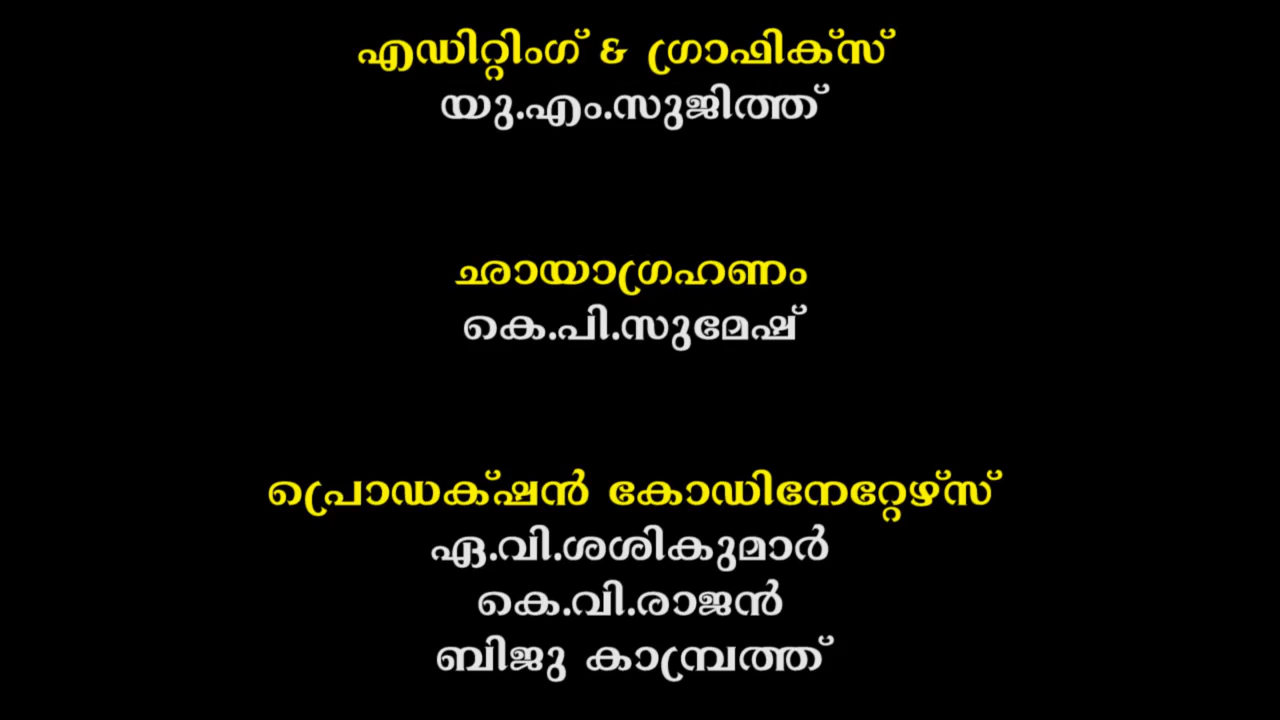 എഡിറ്റിംഗ് & ഗ്രാഫിക്സ്
യു.എം.സുജിത്ത്
ഛായാഗ്രഹണം
കെ.പി.സുമേഷ്
പ്രൊഡക്ഷൻ കോഡിനേറ്റേഴ്സ്
ഏ.വി.ശശികുമാർ
കെ.വി.രാജൻ
ബിജു കാമ്പ്രത്ത്